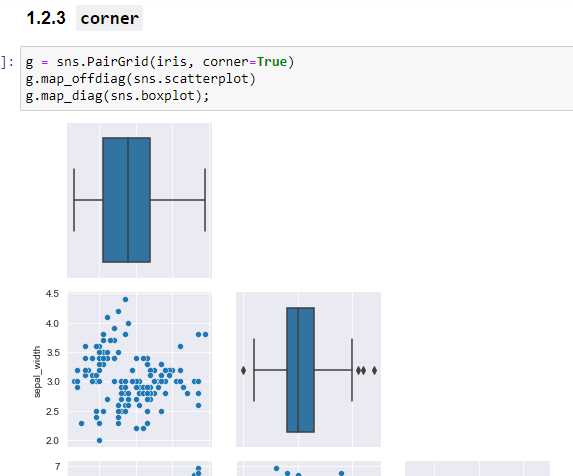 1.2.3 corner
]: g = sns.PairGrid(iris, corner=True)
g.map_offdiag(sns.scatterplot)
g.map_diag(sns.boxplot);
4.5
4.0
3.5
sepal_width
3.0
2.5
2.0
7